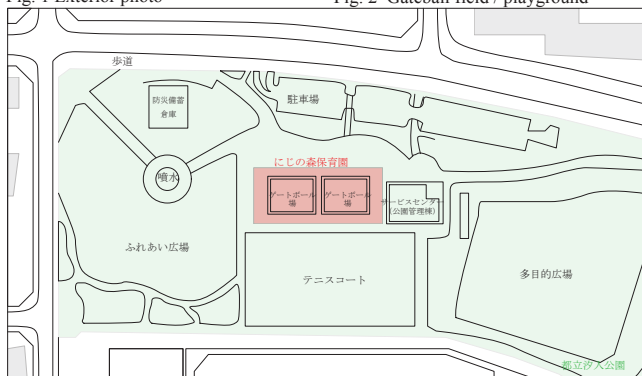 Fig. 1 Exterior photo
Fig. 2 Gateball field / playground
歩道
防災備蓄
倉庫
駐車場
にじの森保育園
噴水
ゲートボール
場
ゲートボール
場
サービスセンター
(公園管理棟)
ふれあい広場
テニスコート
多目的広場
都立汐入公園